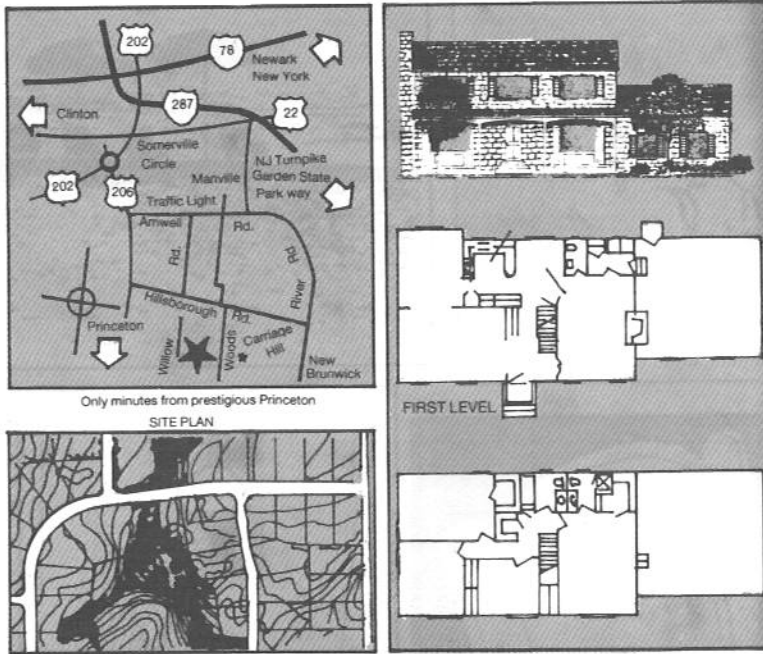 202
78
Newark
New York
287
22
Clinton
Somerville
Circle
NJ Turnpike
Garden State
Park way
Manville
202
206
Traffic Light
Amwell
Rd.
Rd.
Rd.
River
Hillsborough
Rd.
Princeton
Willow
Woods
Carriage
Hill
New
Brunswick
Only minutes from prestigious Princeton
SITE PLAN
FIRST LEVEL